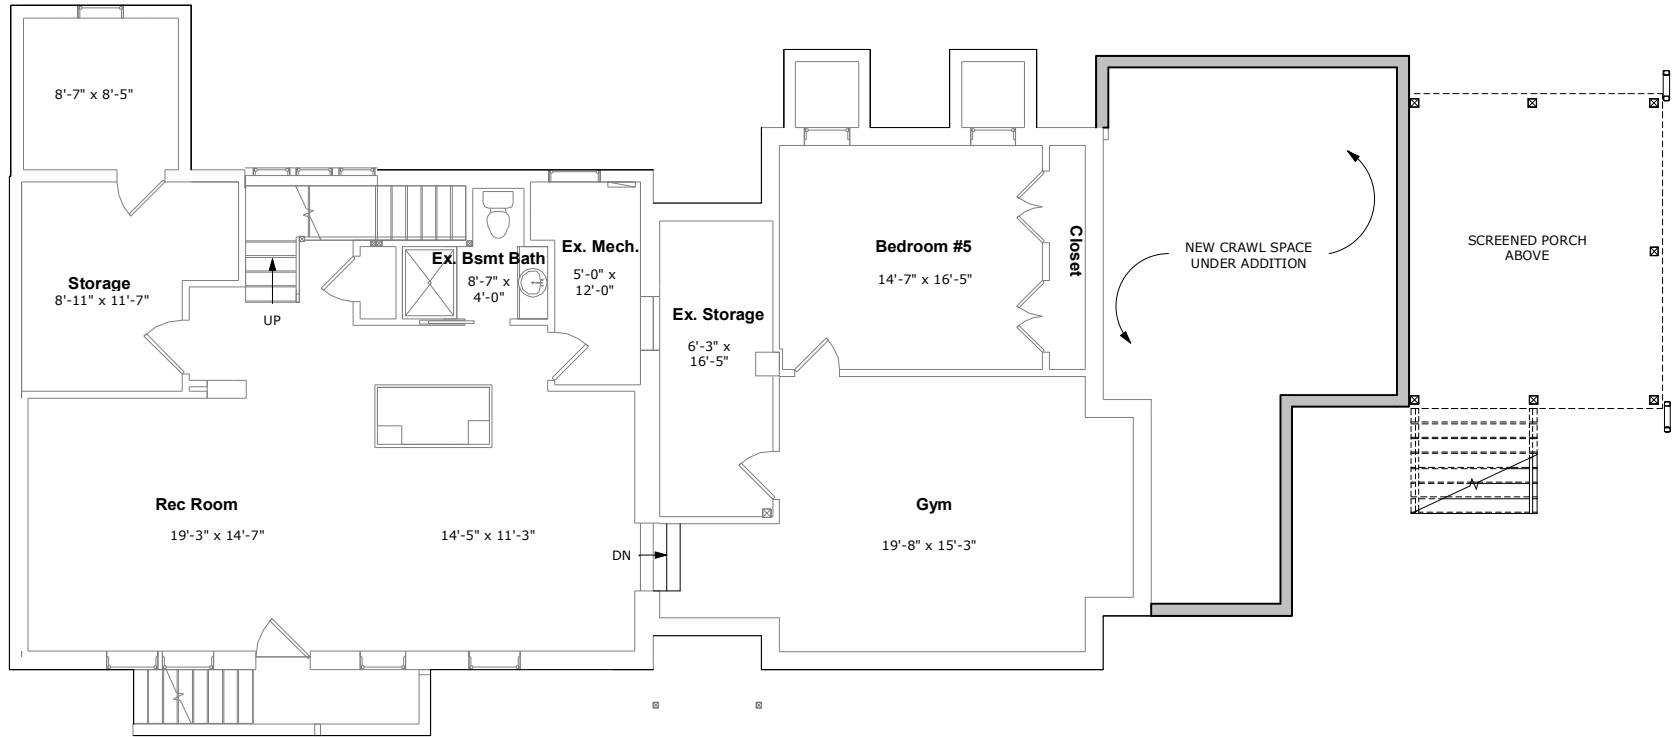 8'-7" x 8'-5"
Storage
8'-11" x 11'-7"
UP
Ex. Bsmt Bath
8'-7" x
4'-0"
Ex. Mech.
5'-0" x
12'-0"
Ex. Storage
6'-3" x
16'-5"
Bedroom #5
14'-7" x 16'-5"
Closet
NEW CRAWL SPACE
UNDER ADDITION
SCREENED PORCH
ABOVE
Rec Room
19'-3" x 14'-7"
14'-5" x 11'-3"
DN
Gym
19'-8" x 15'-3"